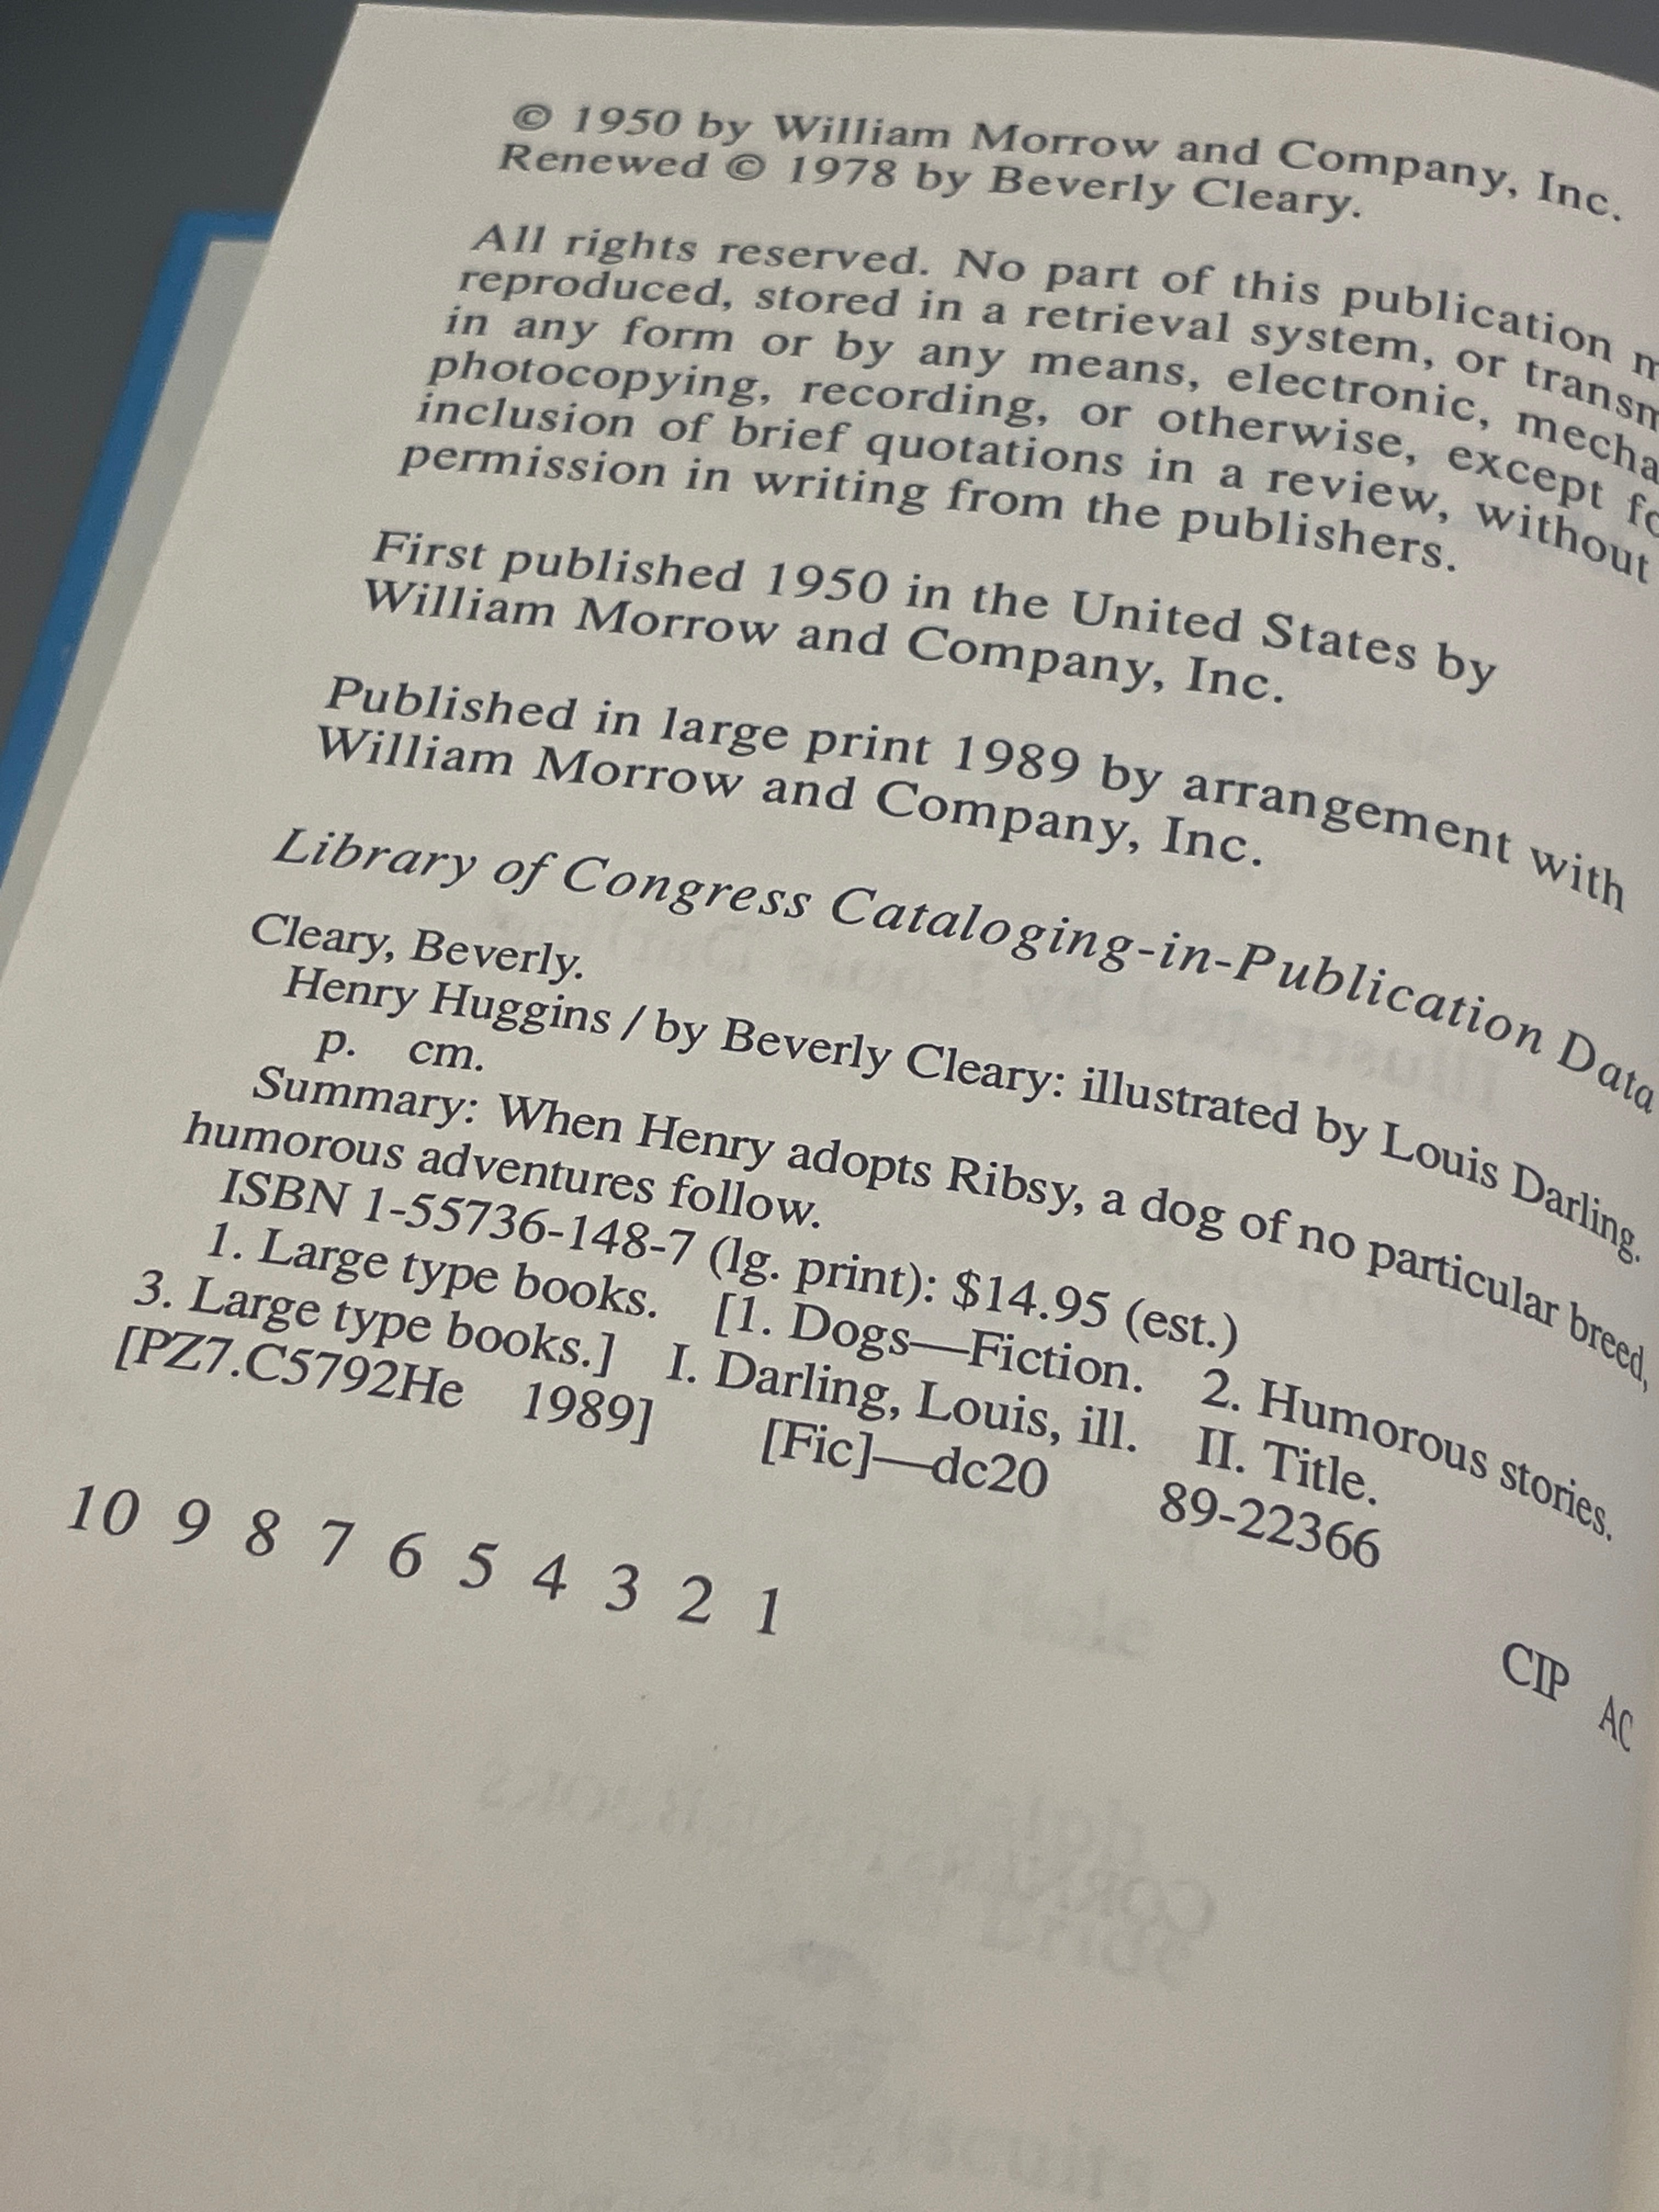 © 1950 by William Morrow and Company, Inc.
Renewed © 1978 by Beverly Cleary.
All rights reserved. No part of this publication m
reproduced, stored in a retrieval system, or transm
in any form or by any means, electronic, mecha
photocopying, recording, or otherwise, except fo
inclusion of brief quotations in a review, without
permission in writing from the publishers.
First published 1950 in the United States by
William Morrow and Company, Inc.
Published in large print 1989 by arrangement with
William Morrow and Company, Inc.
Library of Congress Cataloging-in-Publication Data
Cleary, Beverly.
Henry Huggins / by Beverly Cleary: illustrated by Louis Darling.
p. cm.
Summary: When Henry adopts Ribsy, a dog of no particular breed,
humorous adventures follow.
ISBN 1-55736-148-7 (lg. print): $14.95 (est.)
1. Large type books. [1. Dogs—Fiction. 2. Humorous stories.
3. Large type books.] I. Darling, Louis, ill. II. Title.
[PZ7.C5792He 1989] [Fic]—dc20 89-22366
CIP AC
10 9 8 7 6 5 4 3 2 1